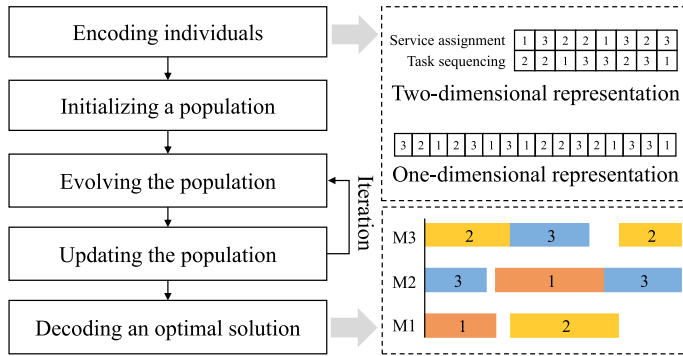 Encoding individuals
Initializing a population
Evolving the population
Updating the population
Decoding an optimal solution
Iteration
Service assignment 1 3 2 2 1 3 2 3
Task sequencing 2 2 1 3 3 2 3 1
Two-dimensional representation
3 2 1 2 3 1 3 1 2 2 3 2 1 3 3 1
One-dimensional representation
M3 2 3 2
M2 3 1 3
M1 1 2